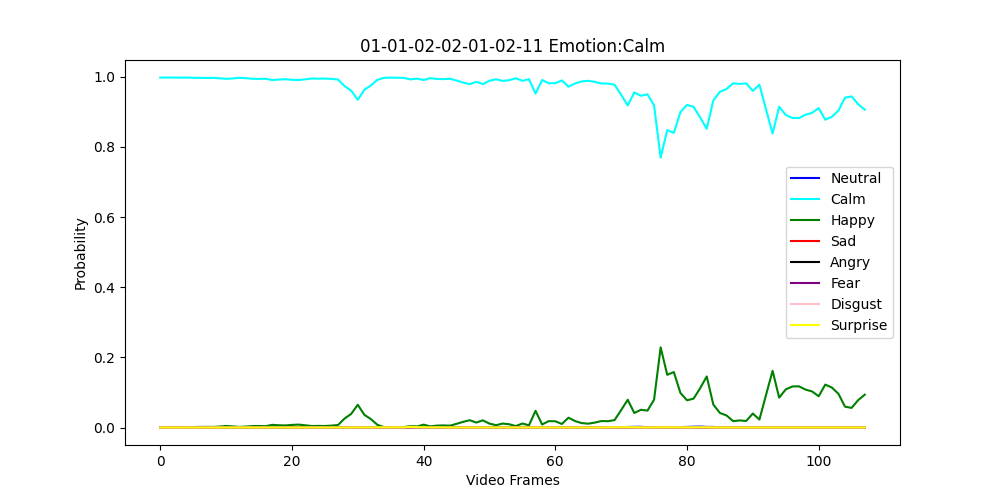 01-01-02-02-01-02-11 Emotion:Calm
Probability
1.0
0.8
0.6
0.4
0.2
0.0
Neutral
Calm
Happy
Sad
Angry
Fear
Disgust
Surprise
0 20 40 60 80 100
Video Frames